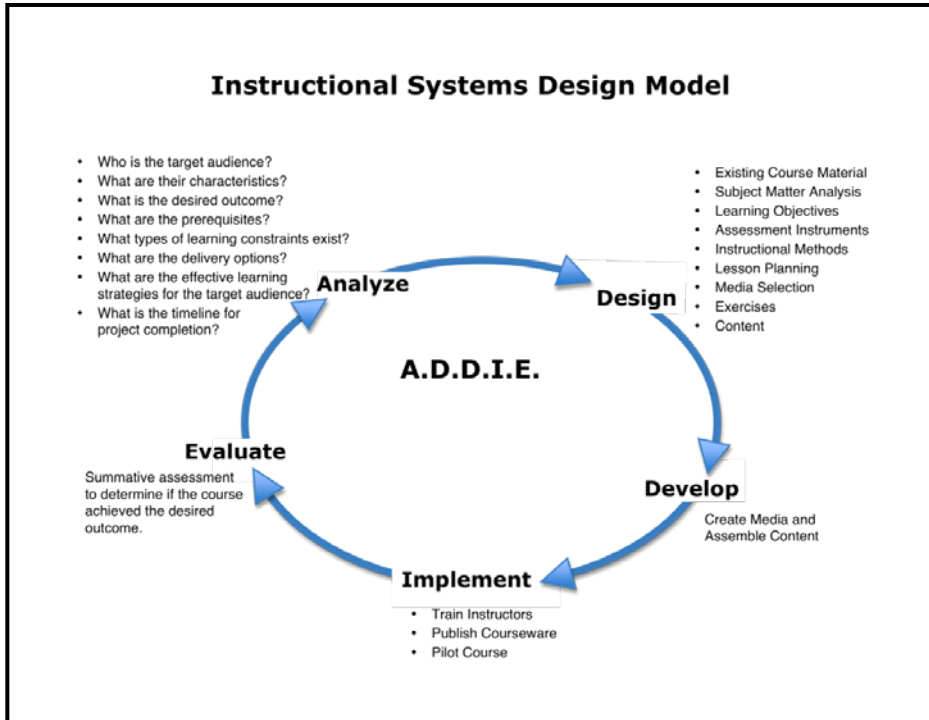 Instructional Systems Design Model
• Who is the target audience?
• What are their characteristics?
• What is the desired outcome?
• What are the prerequisites?
• What types of learning constraints exist?
• What are the delivery options?
• What are the effective learning
strategies for the target audience?
• What is the timeline for
project completion?
Analyze
• Existing Course Material
• Subject Matter Analysis
• Learning Objectives
• Assessment Instruments
• Instructional Methods
• Lesson Planning
• Media Selection
• Exercises
• Content
Design
A.D.D.I.E.
Develop
Create Media and
Assemble Content
Implement
• Train Instructors
• Publish Courseware
• Pilot Course
Evaluate
Summative assessment
to determine if the course
achieved the desired
outcome.